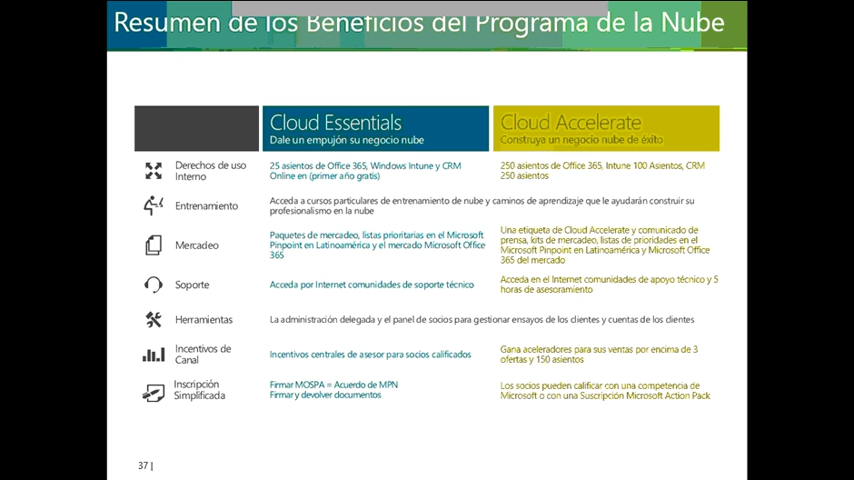 Resumen de los Beneficios del Programa de la Nube
Cloud Essentials
Dale un empujón su negocio nube
Cloud Accelerate
Construya un negocio nube de éxito
Derechos de uso
Interno
25 asientos de Office 365, Windows Intune y CRM
Online en (primer año gratis)
250 asientos de Office 365, Intune 100 Asientos, CRM
250 asientos
Entrenamiento
Acceda a cursos particulares de entrenamiento de nube y caminos de aprendizaje que le ayudarán construir su
profesionalismo en la nube
Mercadeo
Paquetes de mercadeo, listas prioritarias en el Microsoft
Pinpoint en Latinoamérica y el mercado Microsoft Office
365
Una etiqueta de Cloud Accelerate y comunicado de
prensa, kits de mercadeo, listas de prioridades en el
Microsoft Pinpoint en Latinoamérica y Microsoft Office
365 del mercado
Soporte
Acceda por Internet comunidades de soporte técnico
Acceda en el Internet comunidades de apoyo técnico y 5
horas de asesoramiento
Herramientas
La administración delegada y el panel de socios para gestionar ensayos de los clientes y cuentas de los clientes
Incentivos de
Canal
Incentivos centrales de asesor para socios calificados
Gana aceleradores para sus ventas por encima de 3
ofertas y 150 asientos
Inscripción
Simplificada
Firmar MOSPA = Acuerdo de MPN
Firmar y devolver documentos
Los socios pueden calificar con una competencia de
Microsoft o con una Suscripción Microsoft Action Pack
37 |